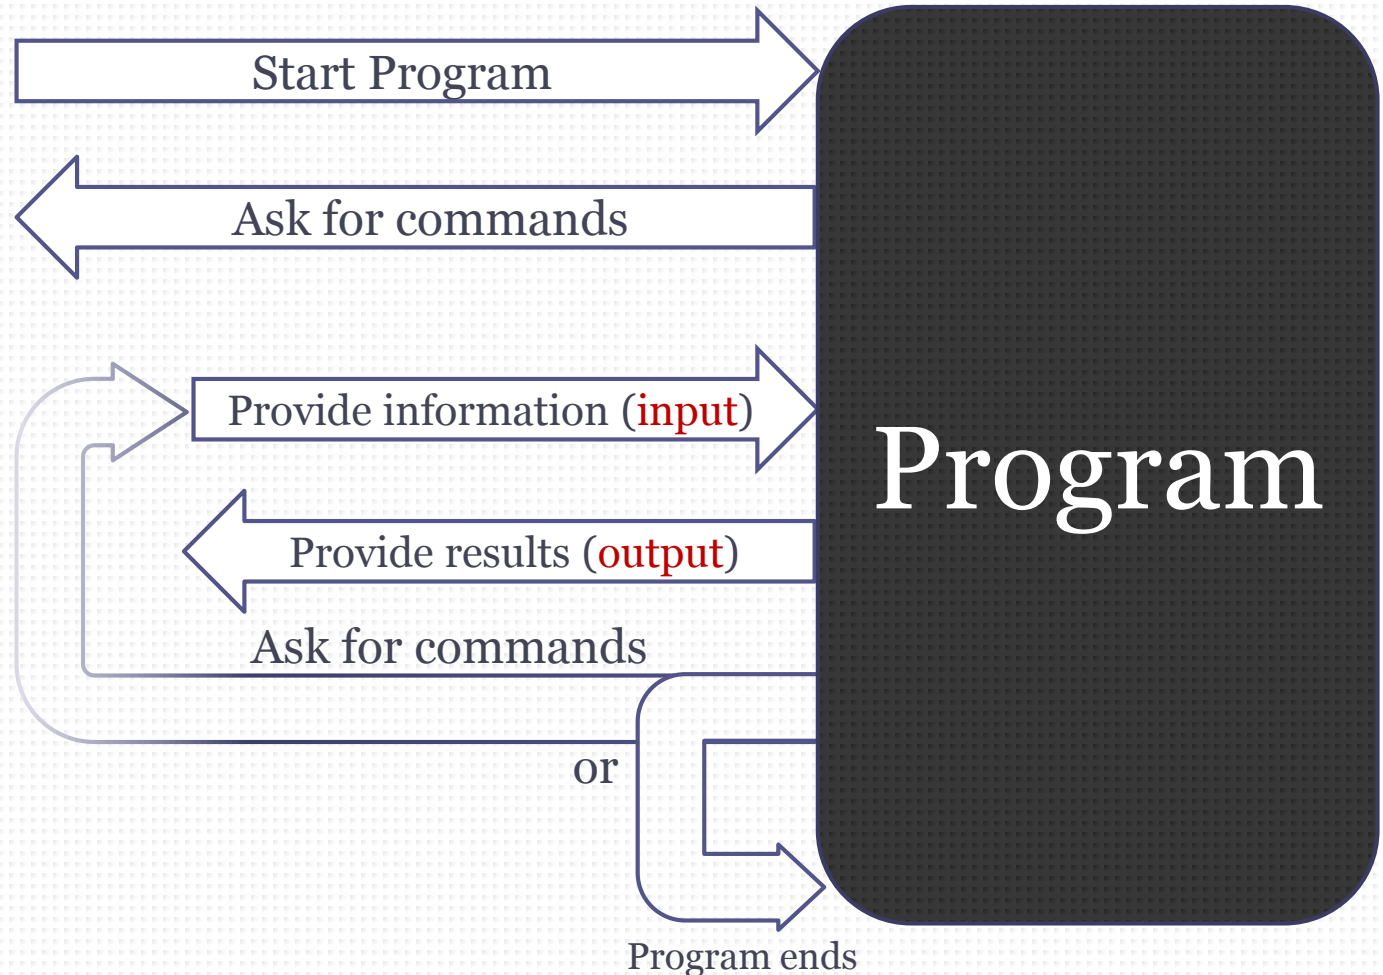 Start Program
Ask for commands
Provide information (input)
Program
Provide results (output)
Ask for commands
or
Program ends